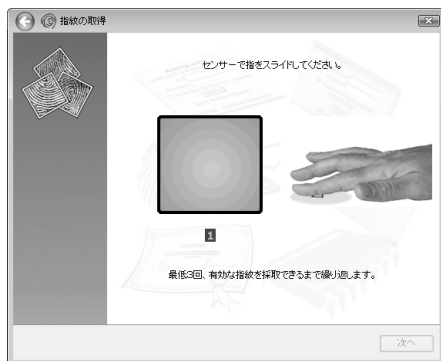 指紋の取得
センサーで指をスライドしてください。
1
最低3回、有効な指紋を採取できるまで繰り返します。
次へ